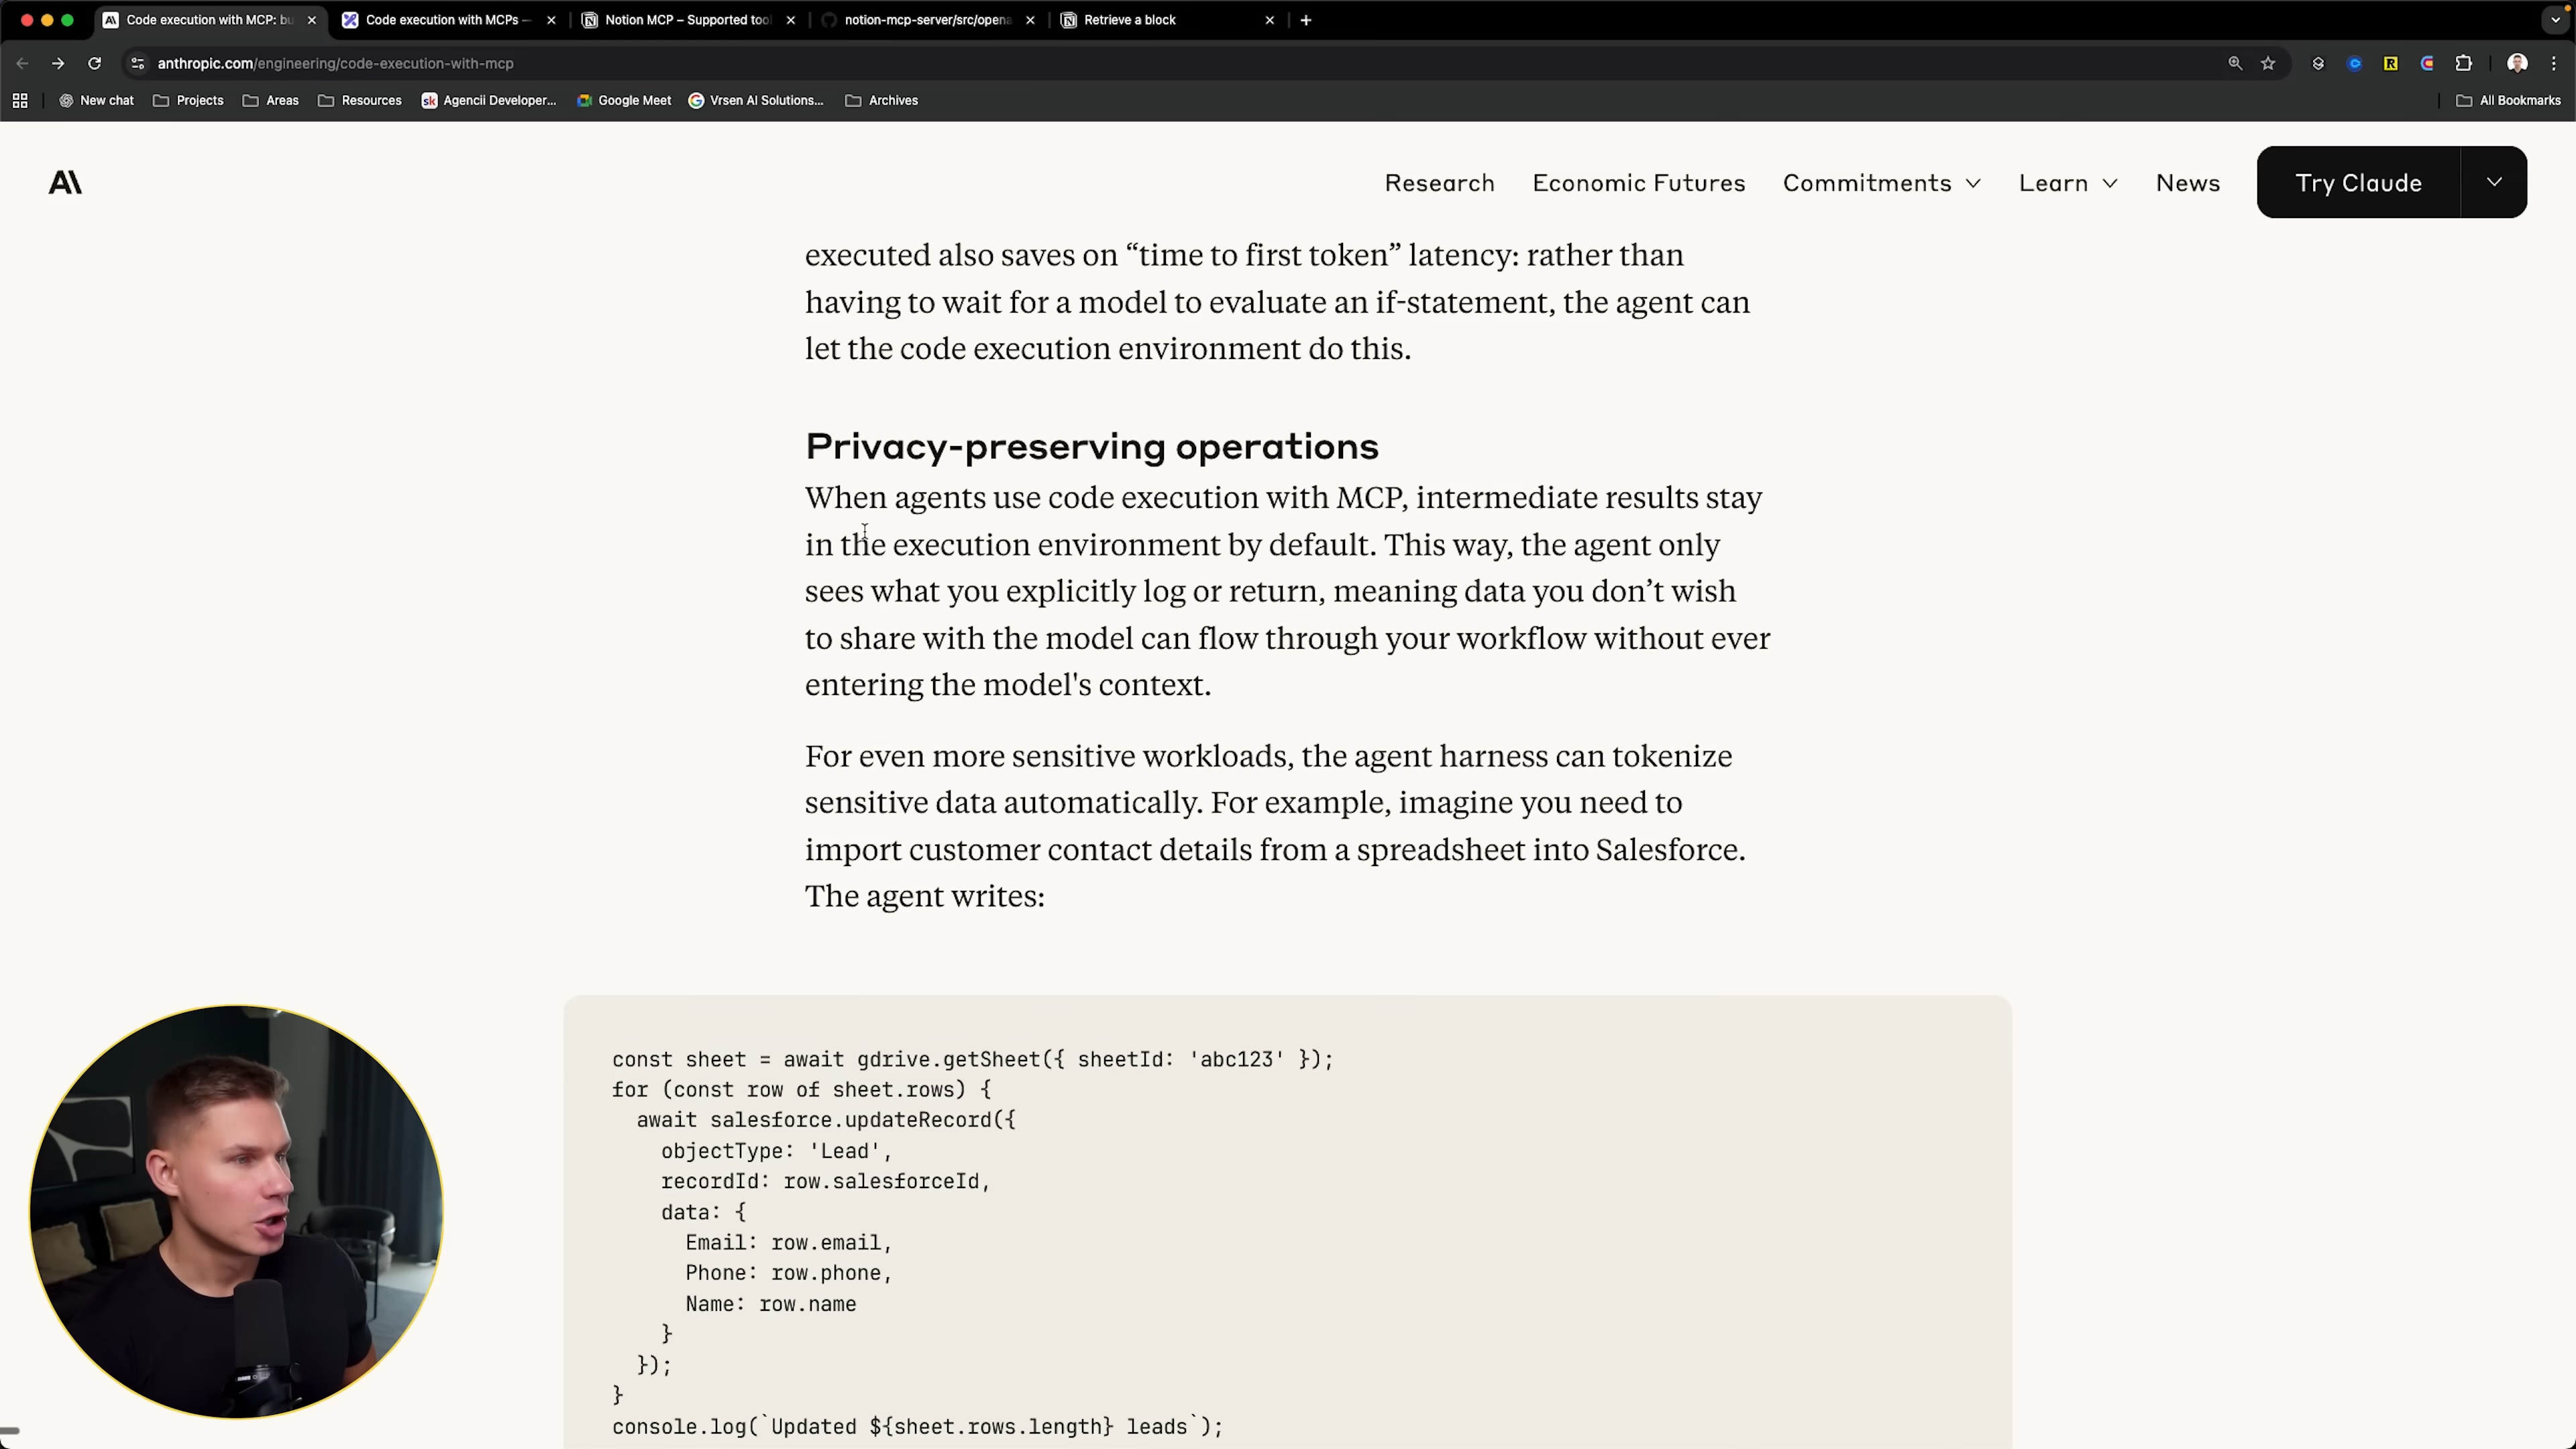 Code execution with MCP: bu
Code execution with MCPs –
Notion MCP – Supported tool
notion-mcp-server/src/opena
Retrieve a block
anthropic.com/engineering/code-execution-with-mcp
New chat
Projects
Areas
Resources
sk
Agencii Developer...
Google Meet
Vrsen AI Solutions...
Archives
All Bookmarks
Research
Economic Futures
Commitments
Learn
News
Try Claude
executed also saves on “time to first token” latency: rather than
having to wait for a model to evaluate an if-statement, the agent can
let the code execution environment do this.
Privacy-preserving operations
When agents use code execution with MCP, intermediate results stay
in the execution environment by default. This way, the agent only
sees what you explicitly log or return, meaning data you don’t wish
to share with the model can flow through your workflow without ever
entering the model's context.
For even more sensitive workloads, the agent harness can tokenize
sensitive data automatically. For example, imagine you need to
import customer contact details from a spreadsheet into Salesforce.
The agent writes:
const sheet = await gdrive.getSheet({ sheetId: 'abc123' });
for (const row of sheet.rows) {
await salesforce.updateRecord({
objectType: 'Lead',
recordId: row.salesforceId,
data: {
Email: row.email,
Phone: row.phone,
Name: row.name
}
});
}
console.log(`Updated ${sheet.rows.length} leads`);